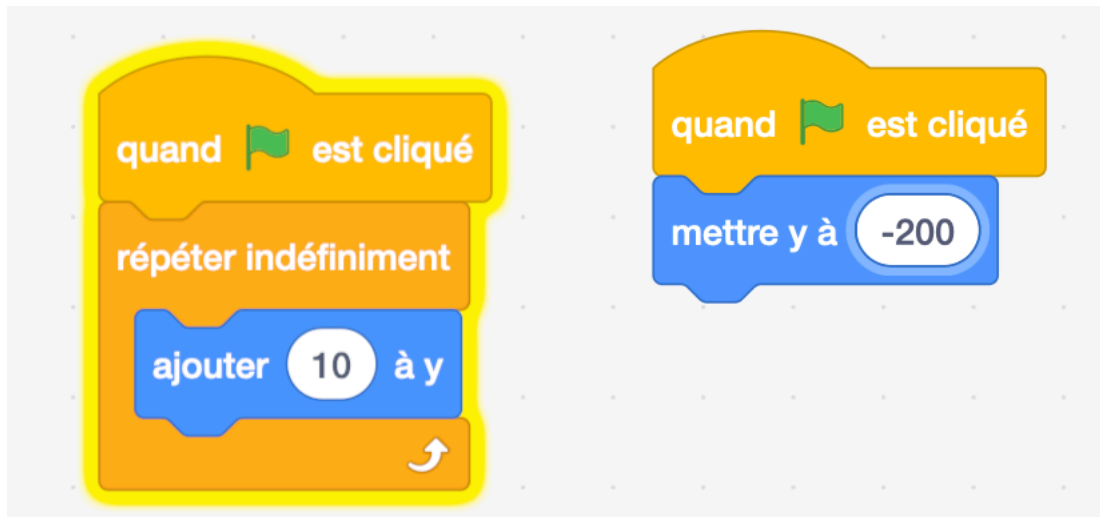 quand est cliqué
répéter indéfiniment
ajouter 10 à y
quand est cliqué
mettre y à -200